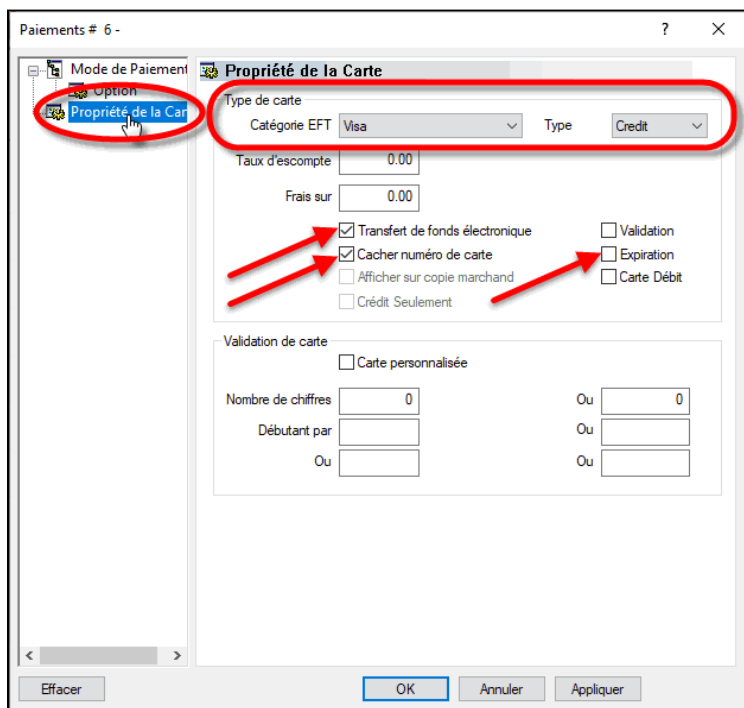 Paiements # 6 -
?
Mode de Paiement
Option
Propriété de la Car
Propriété de la Carte
Type de carte
Catégorie EFT Visa Type Credit
Taux d'escompte 0.00
Frais sur 0.00
Transfert de fonds électronique Validation
Cacher numéro de carte Expiration
Afficher sur copie marchand Carte Débit
Crédit Seulement
Validation de carte
Carte personnalisée
Nombre de chiffres 0 Ou 0
Débutant par Ou
Ou Ou
Effacer OK Annuler Appliquer